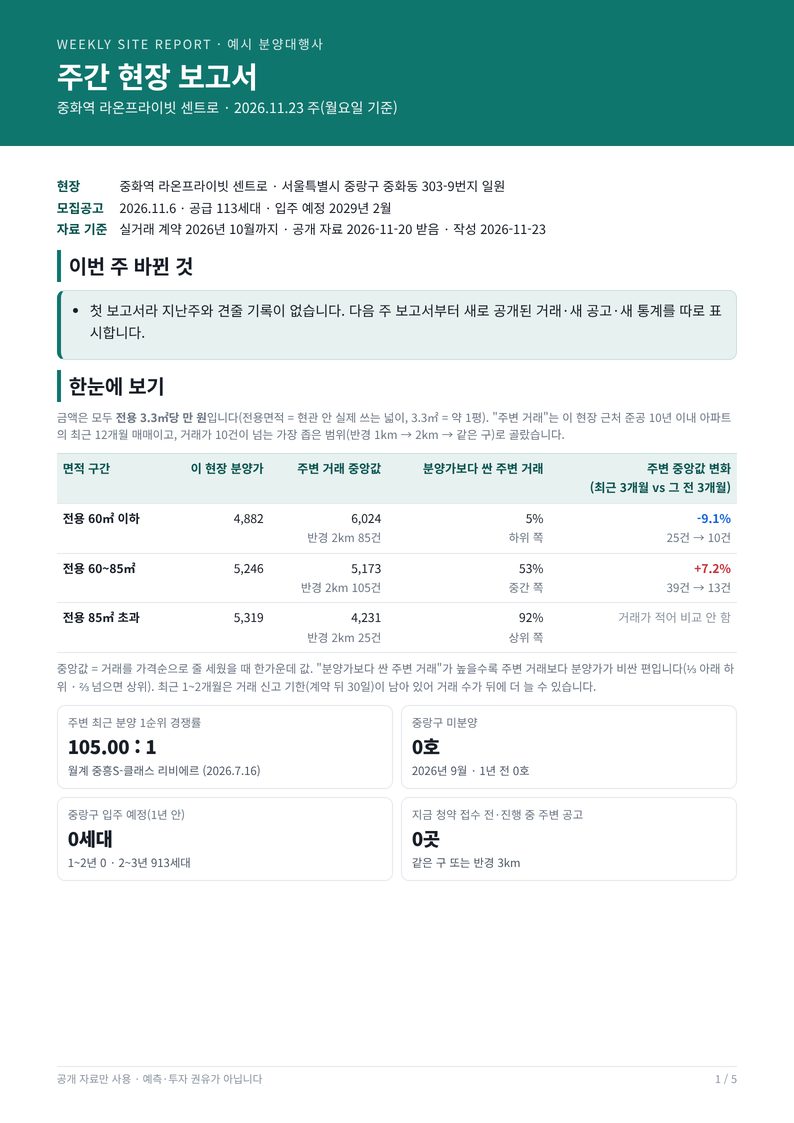 WEEKLY SITE REPORT · 예시 분양대행사
주간 현장 보고서
중화역 라온프라이빗 센트로 · 2026.11.23 주(월요일 기준)
현장 중화역 라온프라이빗 센트로 · 서울특별시 중랑구 중화동 303-9번지 일원
모집공고 2026.11.6 · 공급 113세대 · 입주 예정 2029년 2월
자료 기준 실거래 계약 2026년 10월까지 · 공개 자료 2026-11-20 받음 · 작성 2026-11-23
이번 주 바뀐 것
• 첫 보고서라 지난주와 견줄 기록이 없습니다. 다음 주 보고서부터 새로 공개된 거래·새 공고·새 통계를 따로 표
시합니다.
한눈에 보기
금액은 모두 전용 3.3㎡당 만 원입니다(전용면적 = 현관 안 실제 쓰는 넓이, 3.3㎡ = 약 1평). "주변 거래"는 이 현장 근처 준공 10년 이내 아파트
의 최근 12개월 매매이고, 거래가 10건이 넘는 가장 좁은 범위(반경 1km → 2km → 같은 구)로 골랐습니다.
면적 구간 이 현장 분양가 주변 거래 중앙값 분양가보다 싼 주변 거래 주변 중앙값 변화
(최근 3개월 vs 그 전 3개월)
전용 60㎡ 이하 4,882 6,024 5% -9.1%
반경 2km 85건 하위 쪽 25건 → 10건
전용 60~85㎡ 5,246 5,173 53% +7.2%
반경 2km 105건 중간 쪽 39건 → 13건
전용 85㎡ 초과 5,319 4,231 92% 거래가 적어 비교 안 함
반경 2km 25건 상위 쪽
중앙값 = 거래를 가격순으로 줄 세웠을 때 한가운데 값. "분양가보다 싼 주변 거래"가 높을수록 주변 거래보다 분양가가 비싼 편입니다(⅓ 아래 하
위 · ⅔ 넘으면 상위). 최근 1~2개월은 거래 신고 기한(계약 뒤 30일)이 남아 있어 거래 수가 뒤에 더 늘 수 있습니다.
주변 최근 분양 1순위 경쟁률
105.00 : 1
월계 중흥S-클래스 리비에르 (2026.7.16)
중랑구 미분양
0호
2026년 9월 · 1년 전 0호
중랑구 입주 예정(1년 안)
0세대
1~2년 0 · 2~3년 913세대
지금 청약 접수 전·진행 중 주변 공고
0곳
같은 구 또는 반경 3km
공개 자료만 사용 · 예측·투자 권유가 아닙니다
1 / 5